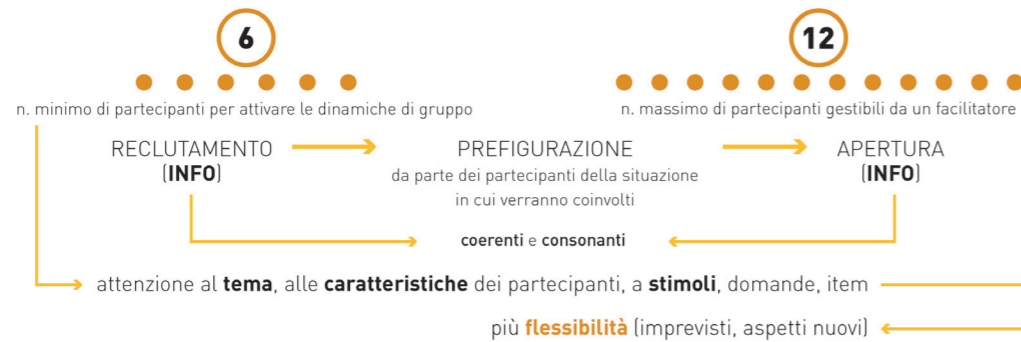 6
12
n. minimo di partecipanti per attivare le dinamiche di gruppo
n. massimo di partecipanti gestibili da un facilitatore
RECLUTAMENTO
(INFO)
PREFIGURAZIONE
da parte dei partecipanti della situazione
in cui verranno coinvolti
APERTURA
(INFO)
coerenti e consonanti
attenzione al tema, alle caratteristiche dei partecipanti, a stimoli, domande, item
più flessibilità (imprevisti, aspetti nuovi)